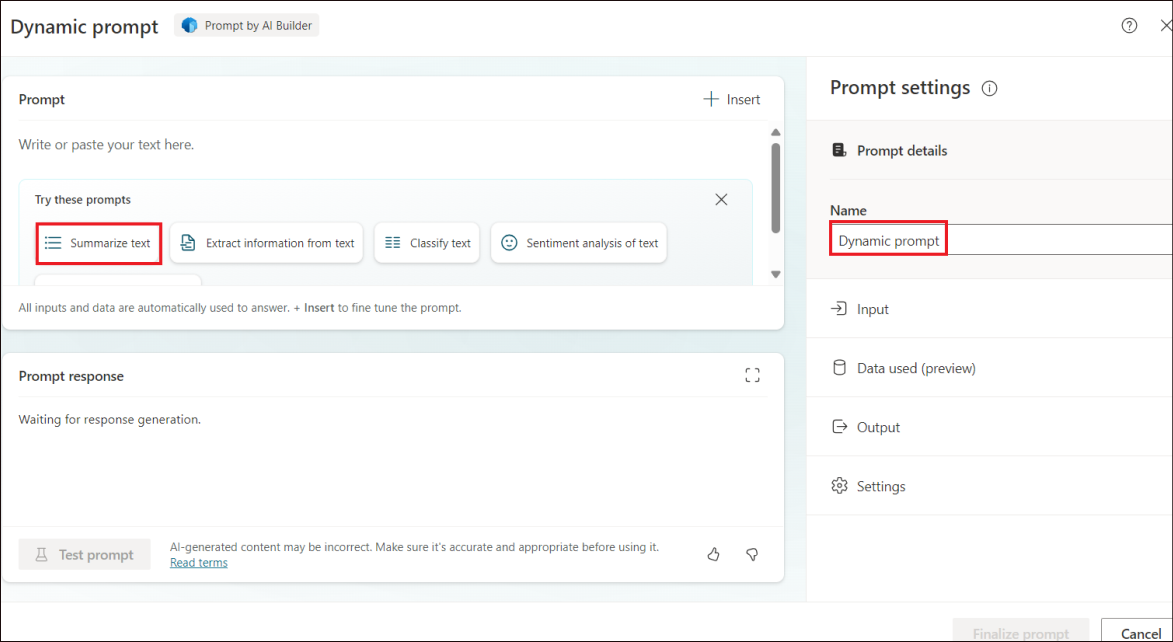 Dynamic prompt
Prompt by AI Builder
Prompt
Insert
Write or paste your text here.
Try these prompts
Summarize text
Extract information from text
Classify text
Sentiment analysis of text
All inputs and data are automatically used to answer. + Insert to fine tune the prompt.
Prompt response
Waiting for response generation.
Test prompt
AI-generated content may be incorrect. Make sure it's accurate and appropriate before using it.
Read terms
Prompt settings
Prompt details
Name
Dynamic prompt
Input
Data used (preview)
Output
Settings
Finalize prompt
Cancel